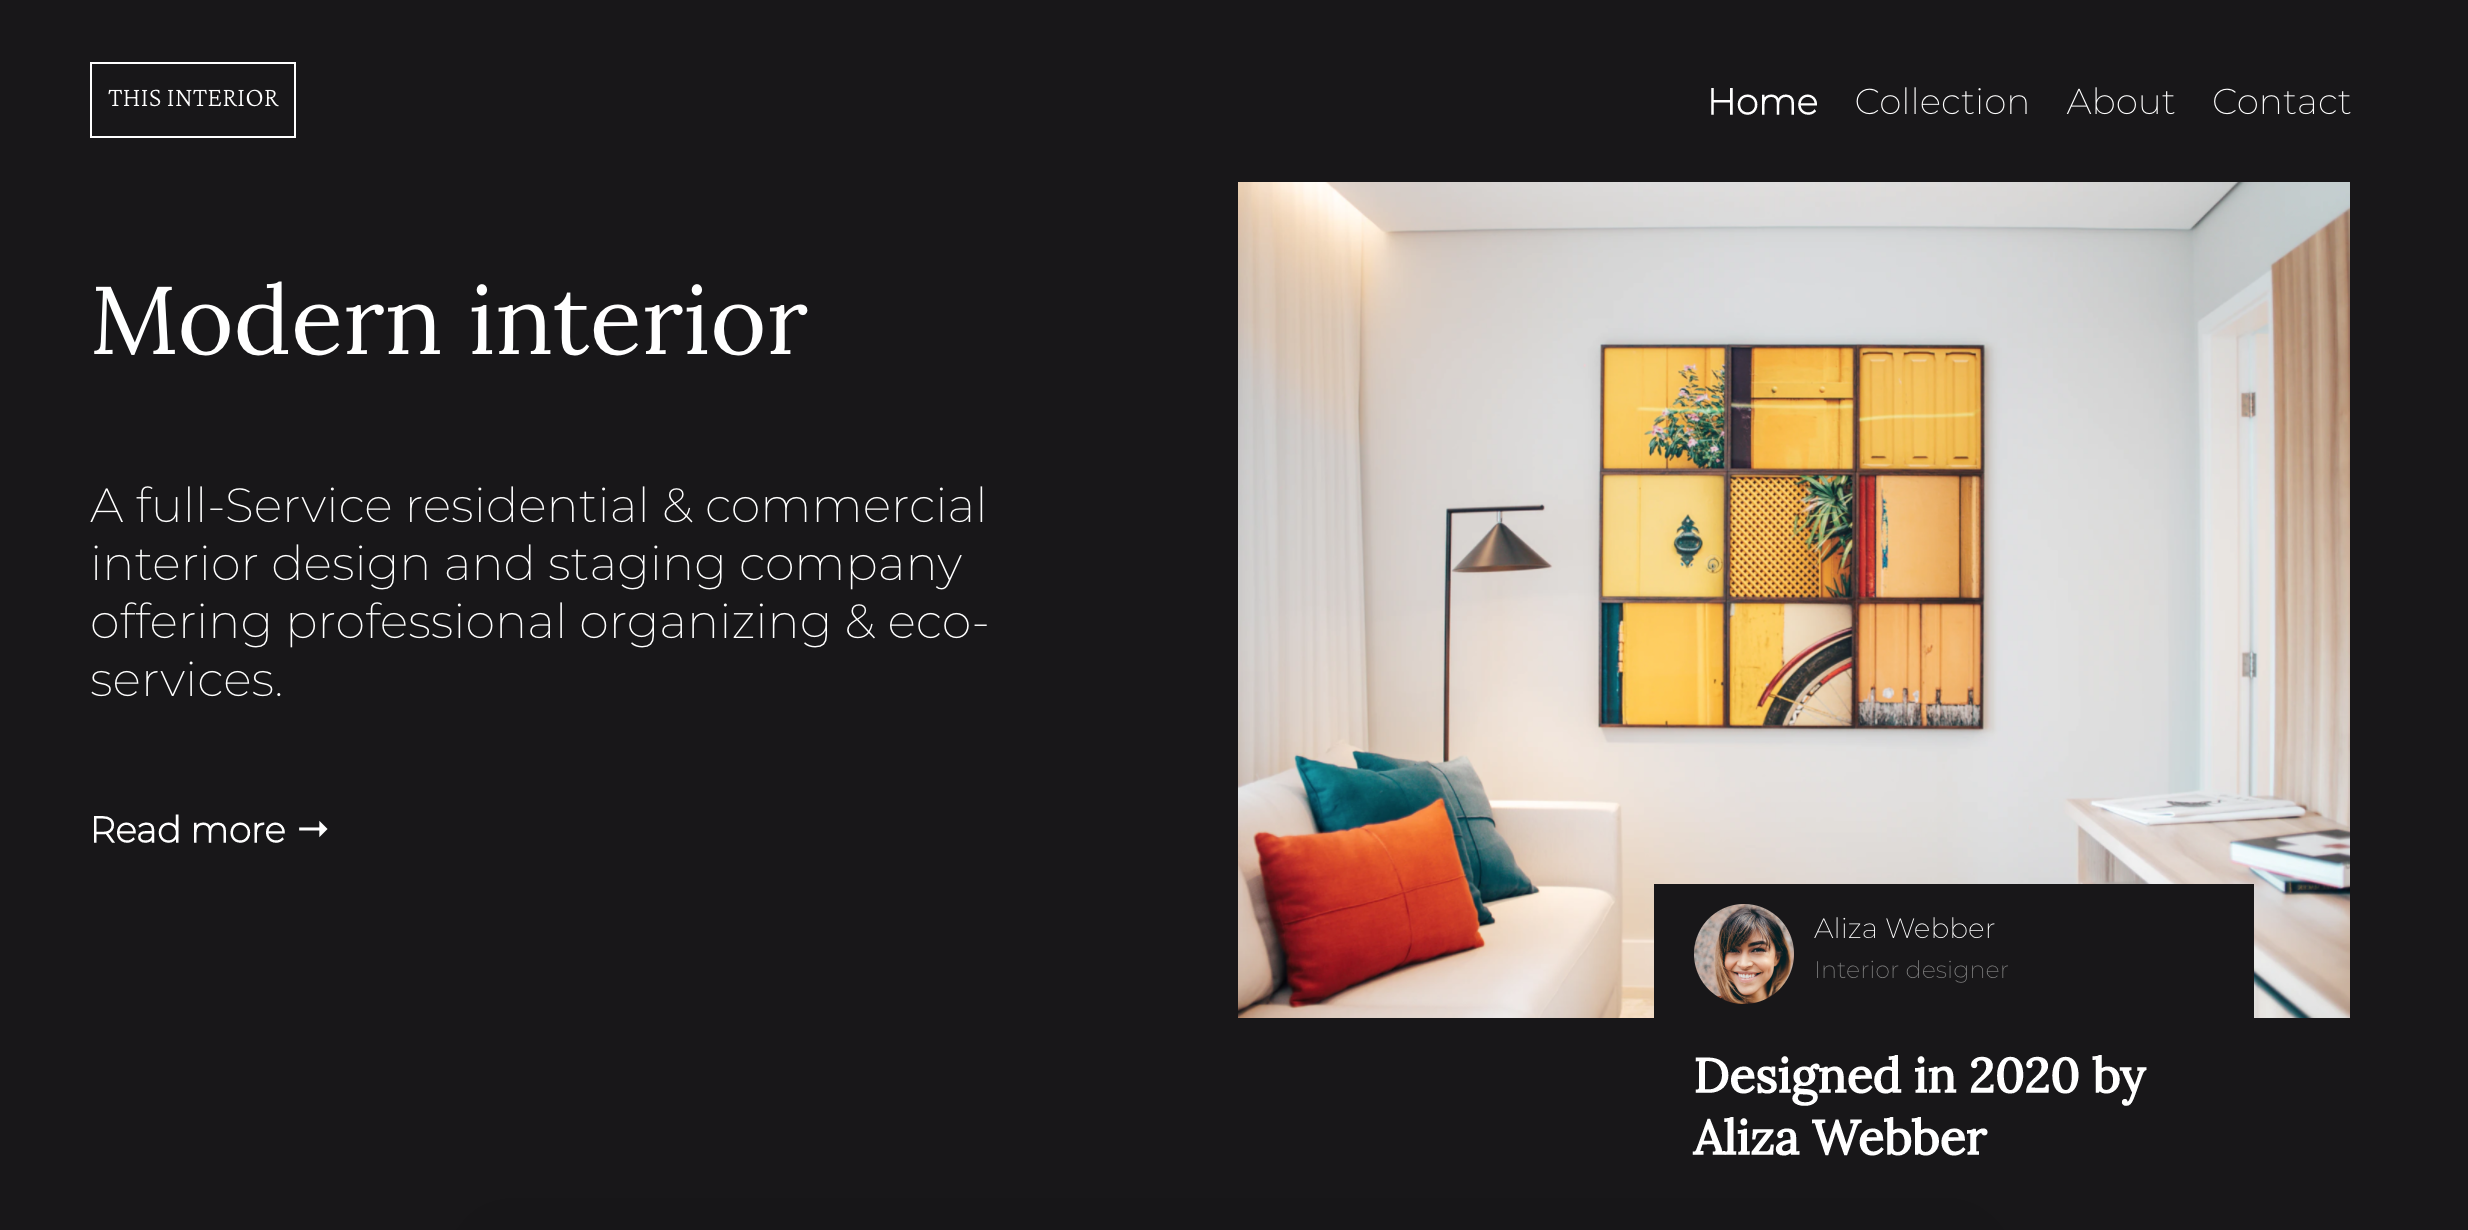 THIS INTERIOR
Home Collection About Contact
Modern interior
A full-Service residential & commercial
interior design and staging company
offering professional organizing & eco-
services.
Read more →
Aliza Webber
Interior designer
Designed in 2020 by
Aliza Webber